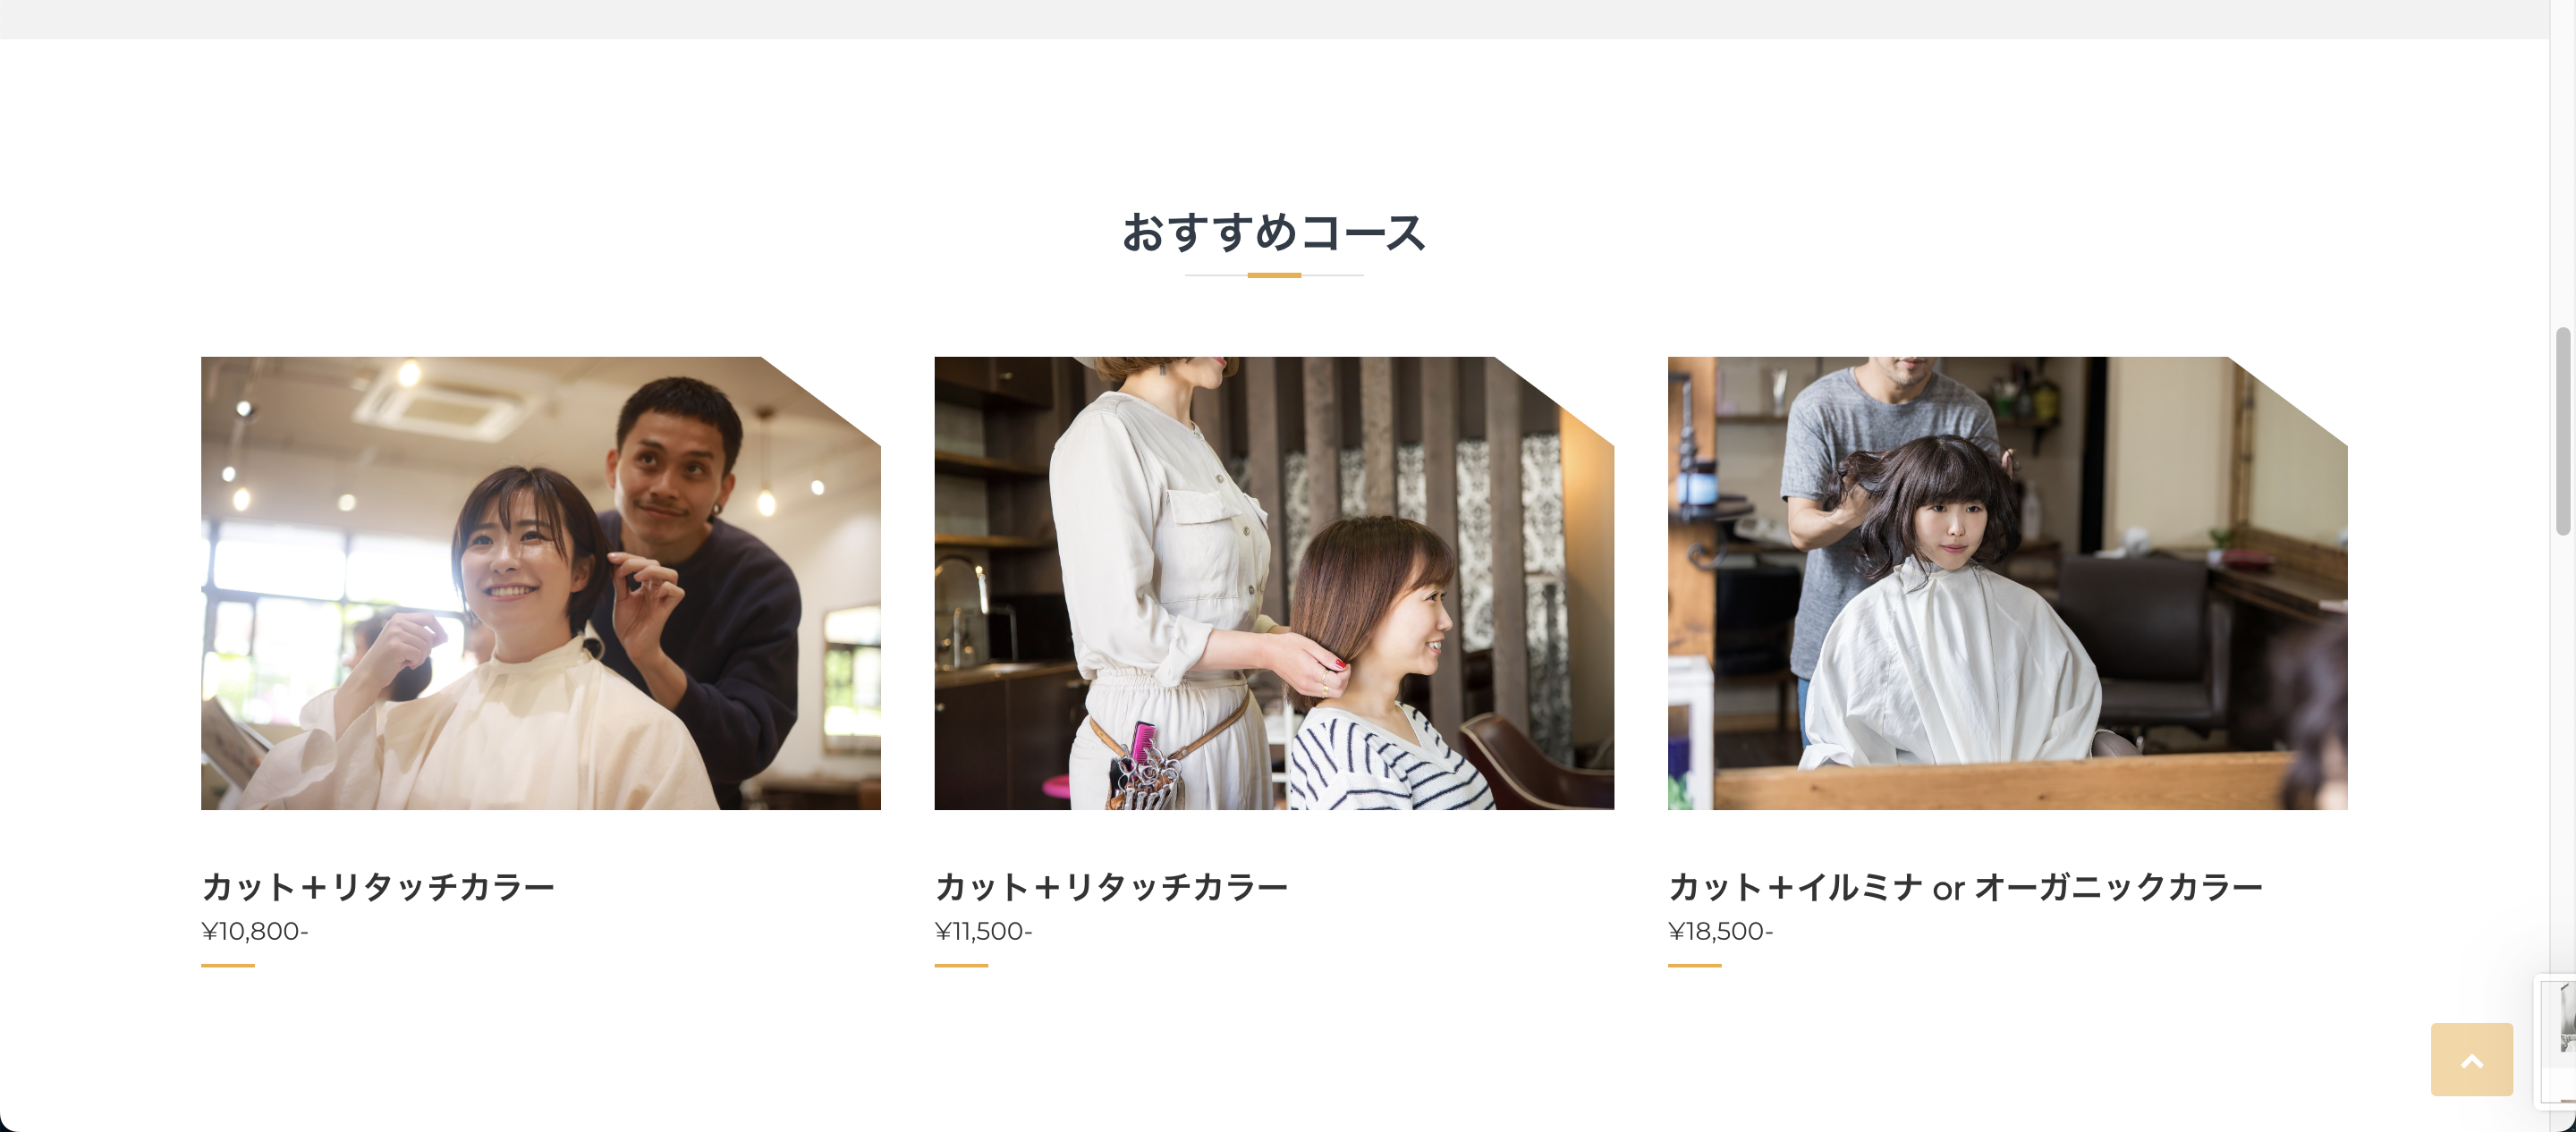 おすすめコース
カット＋リタッチカラー
¥10,800-
カット＋リタッチカラー
¥11,500-
カット＋イルミナ or オーガニックカラー
¥18,500-